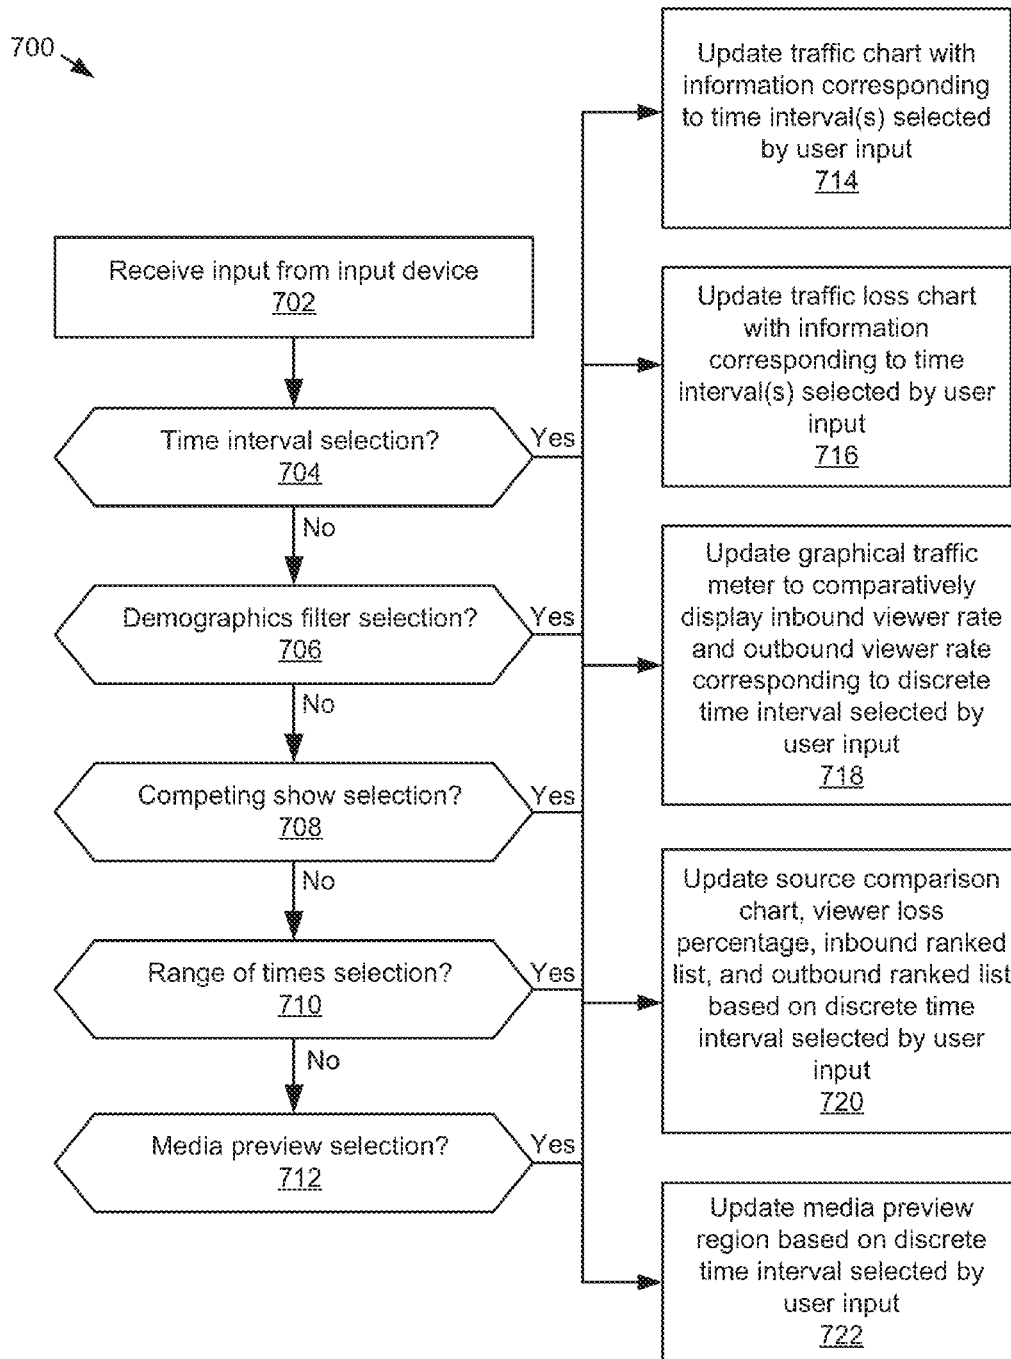 700
Receive input from input device
702
Time interval selection?
704
Yes
No
Demographics filter selection?
706
Yes
No
Competing show selection?
708
Yes
No
Range of times selection?
710
Yes
No
Media preview selection?
712
Yes
Update traffic chart with
information corresponding
to time interval(s) selected
by user input
714
Update traffic loss chart
with information
corresponding to time
interval(s) selected by user
input
716
Update graphical traffic
meter to comparatively
display inbound viewer rate
and outbound viewer rate
corresponding to discrete
time interval selected by
user input
718
Update source comparison
chart, viewer loss
percentage, inbound ranked
list, and outbound ranked list
based on discrete time
interval selected by user
input
720
Update media preview
region based on discrete
time interval selected by
user input
722